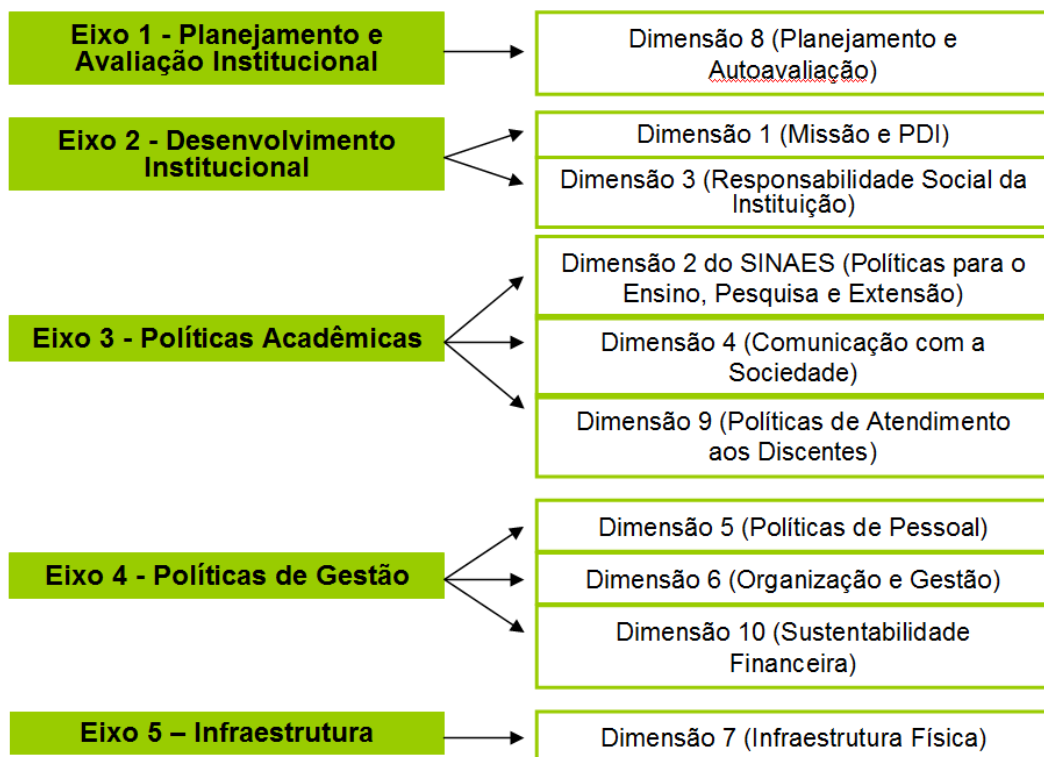 Eixo 1 - Planejamento e
Avaliação Institucional
Dimensão 8 (Planejamento e
Autoavaliação)
Eixo 2 - Desenvolvimento
Institucional
Dimensão 1 (Missão e PDI)
Dimensão 3 (Responsabilidade Social da
Instituição)
Eixo 3 - Políticas Acadêmicas
Dimensão 2 do SINAES (Políticas para o
Ensino, Pesquisa e Extensão)
Dimensão 4 (Comunicação com a
Sociedade)
Dimensão 9 (Políticas de Atendimento
aos Discentes)
Eixo 4 - Políticas de Gestão
Dimensão 5 (Políticas de Pessoal)
Dimensão 6 (Organização e Gestão)
Dimensão 10 (Sustentabilidade
Financeira)
Eixo 5 – Infraestrutura
Dimensão 7 (Infraestrutura Física)